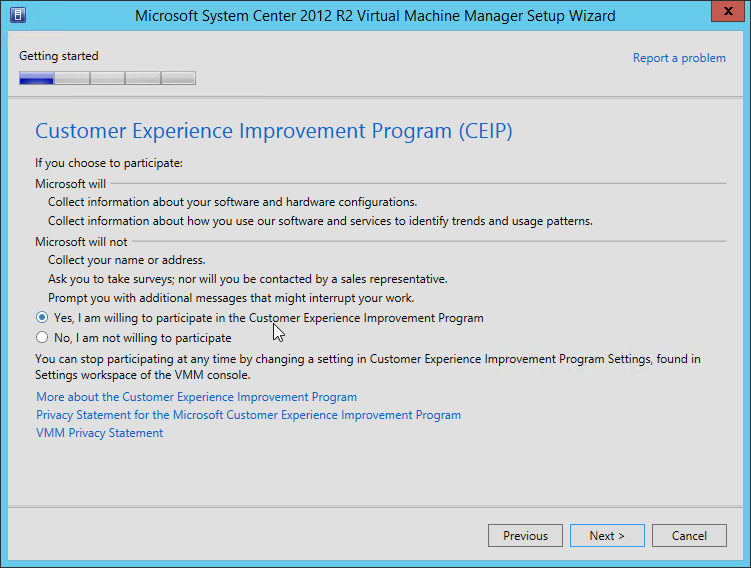 Microsoft System Center 2012 R2 Virtual Machine Manager Setup Wizard
x
Getting started
Report a problem
Customer Experience Improvement Program (CEIP)
If you choose to participate:
Microsoft will
Collect information about your software and hardware configurations.
Collect information about how you use our software and services to identify trends and usage patterns.
Microsoft will not
Collect your name or address.
Ask you to take surveys; nor will you be contacted by a sales representative.
Prompt you with additional messages that might interrupt your work.
Yes, I am willing to participate in the Customer Experience Improvement Program
No, I am not willing to participate
You can stop participating at any time by changing a setting in Customer Experience Improvement Program Settings, found in
Settings workspace of the VMM console.
More about the Customer Experience Improvement Program
Privacy Statement for the Microsoft Customer Experience Improvement Program
VMM Privacy Statement
Previous
Next >
Cancel